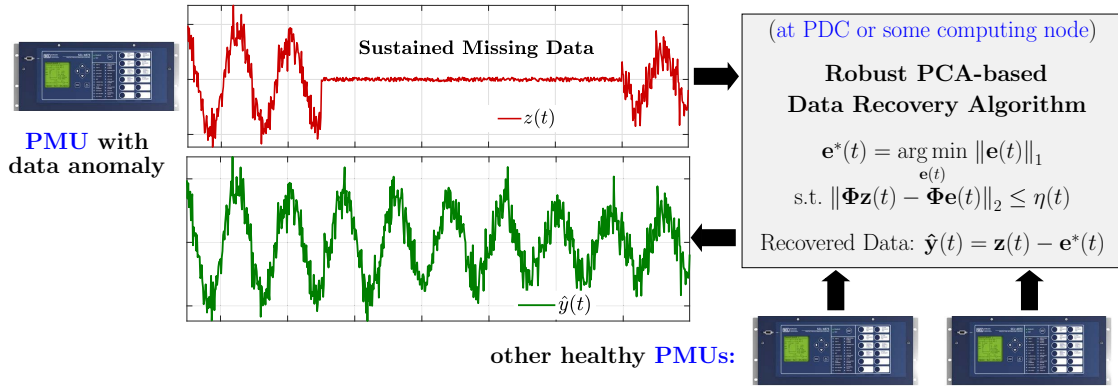 Sustained Missing Data
z(t)
PMU with
data anomaly
ŷ(t)
(at PDC or some computing node)
Robust PCA-based
Data Recovery Algorithm
e*(t) = arg min ‖e(t)‖₁
e(t)
s.t. ‖Φz(t) − Φe(t)‖₂ ≤ η(t)
Recovered Data: ŷ(t) = z(t) − e*(t)
other healthy PMUs: